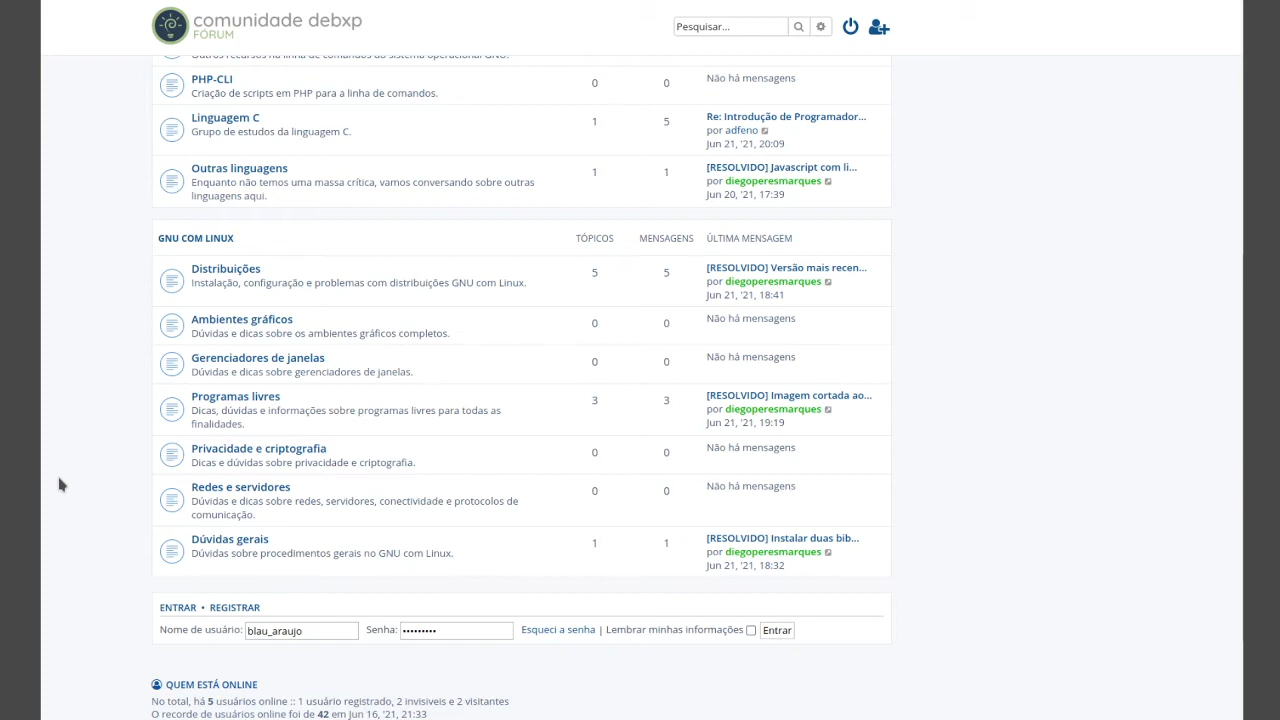 comunidade debxp
FÓRUM
Pesquisar...
Outros recursos na linha de comandos do sistema operacional GNU.
PHP-CLI
0
0
Não há mensagens
Criação de scripts em PHP para a linha de comandos.
Linguagem C
1
5
Re: Introdução de Programador...
Grupo de estudos da linguagem C.
por adfeno
Jun 21, '21, 20:09
Outras linguagens
1
1
[RESOLVIDO] Javascript com li...
Enquanto não temos uma massa crítica, vamos conversando sobre outras
linguagens aqui.
por diegoperesmarques
Jun 20, '21, 17:39
GNU COM LINUX
TÓPICOS
MENSAGENS
ÚLTIMA MENSAGEM
Distribuições
5
5
[RESOLVIDO] Versão mais recen...
Instalação, configuração e problemas com distribuições GNU com Linux.
por diegoperesmarques
Jun 21, '21, 18:41
Ambientes gráficos
0
0
Não há mensagens
Dúvidas e dicas sobre os ambientes gráficos completos.
Gerenciadores de janelas
0
0
Não há mensagens
Dúvidas e dicas sobre gerenciadores de janelas.
Programas livres
3
3
[RESOLVIDO] Imagem cortada ao...
Dicas, dúvidas e informações sobre programas livres para todas as
finalidades.
por diegoperesmarques
Jun 21, '21, 19:19
Privacidade e criptografia
0
0
Não há mensagens
Dicas e dúvidas sobre privacidade e criptografia.
Redes e servidores
0
0
Não há mensagens
Dúvidas e dicas sobre redes, servidores, conectividade e protocolos de
comunicação.
Dúvidas gerais
1
1
[RESOLVIDO] Instalar duas bib...
Dúvidas sobre procedimentos gerais no GNU com Linux.
por diegoperesmarques
Jun 21, '21, 18:32
ENTRAR • REGISTRAR
Nome de usuário: blau_araujo Senha: ••••••••• Esqueci a senha | Lembrar minhas informações Entrar
QUEM ESTÁ ONLINE
No total, há 5 usuários online :: 1 usuário registrado, 2 invisiveis e 2 visitantes
O recorde de usuários online foi de 42 em Jun 16, '21, 21:33